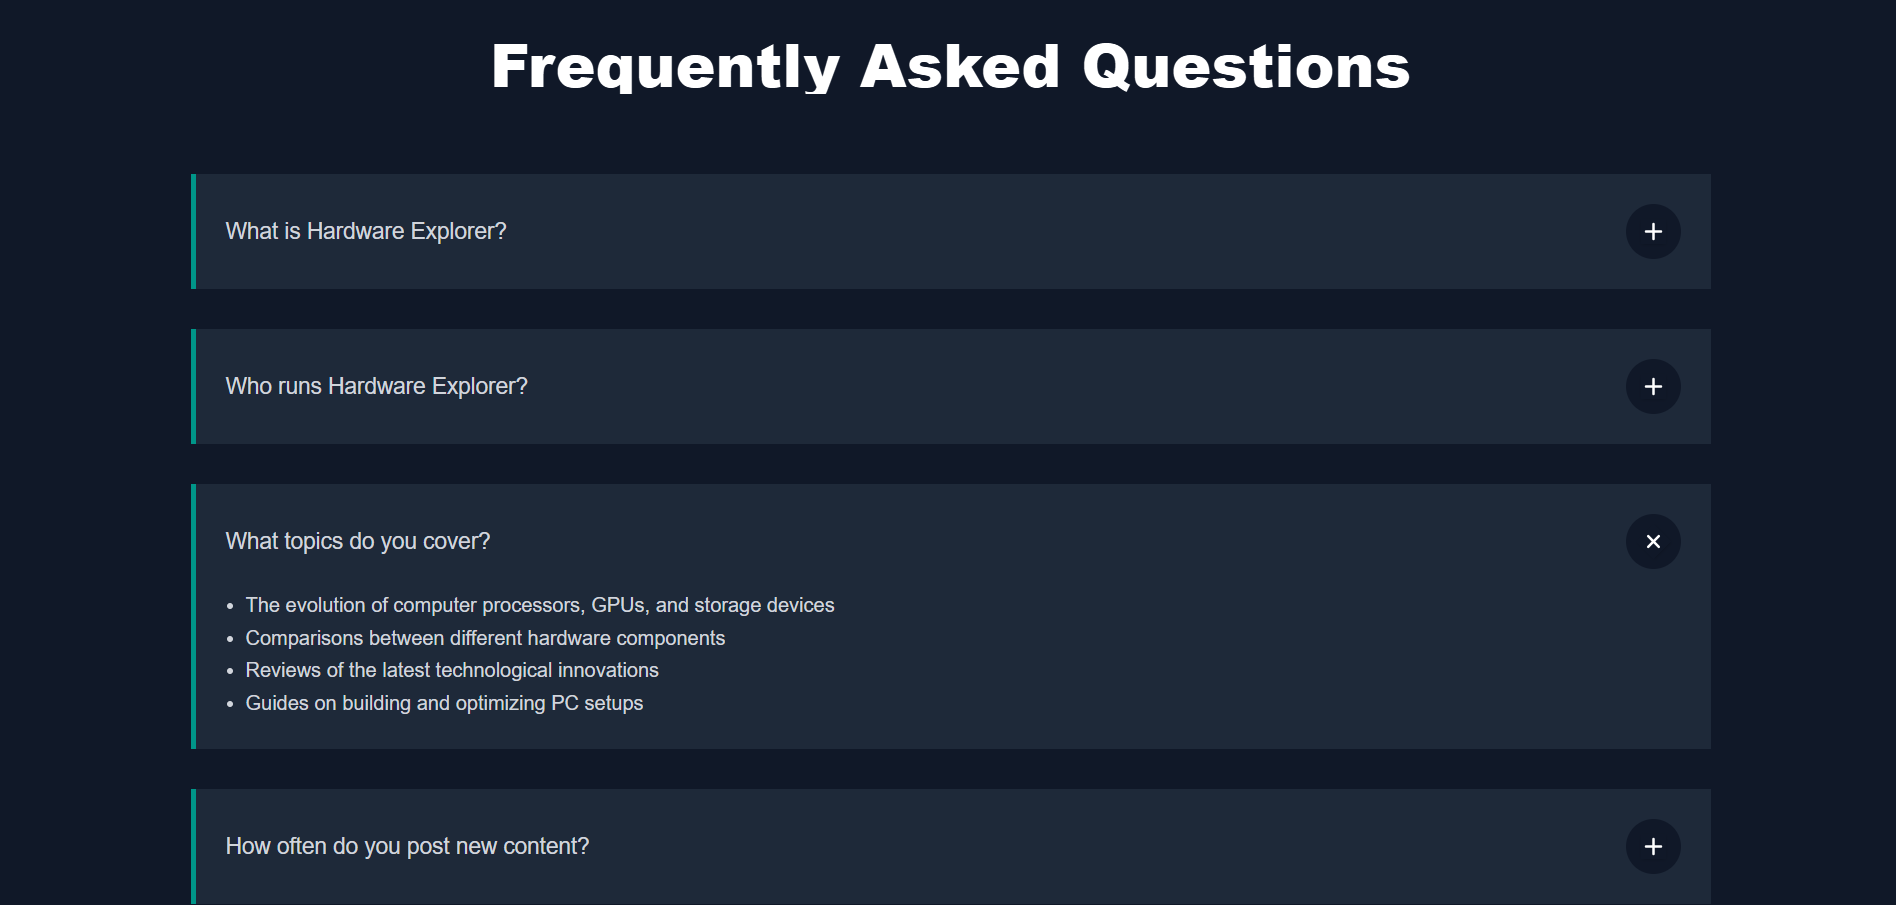 Frequently Asked Questions
What is Hardware Explorer?
Who runs Hardware Explorer?
What topics do you cover?
• The evolution of computer processors, GPUs, and storage devices
• Comparisons between different hardware components
• Reviews of the latest technological innovations
• Guides on building and optimizing PC setups
How often do you post new content?